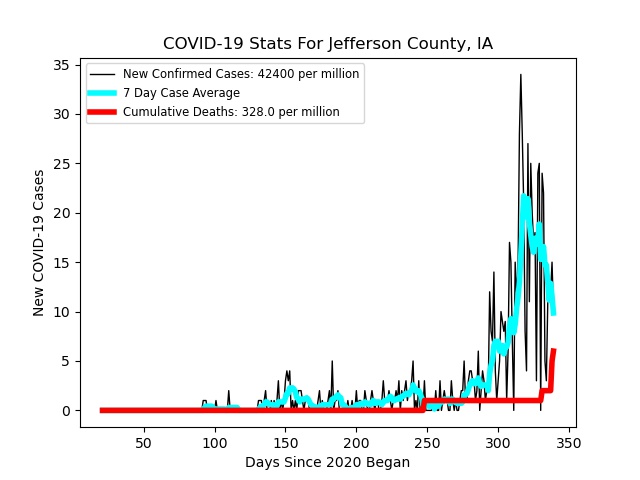 COVID-19 Stats For Jefferson County, IA
New Confirmed Cases: 42400 per million
7 Day Case Average
Cumulative Deaths: 328.0 per million
New COVID-19 Cases
35
30
25
20
15
10
5
0
50 100 150 200 250 300 350
Days Since 2020 Began